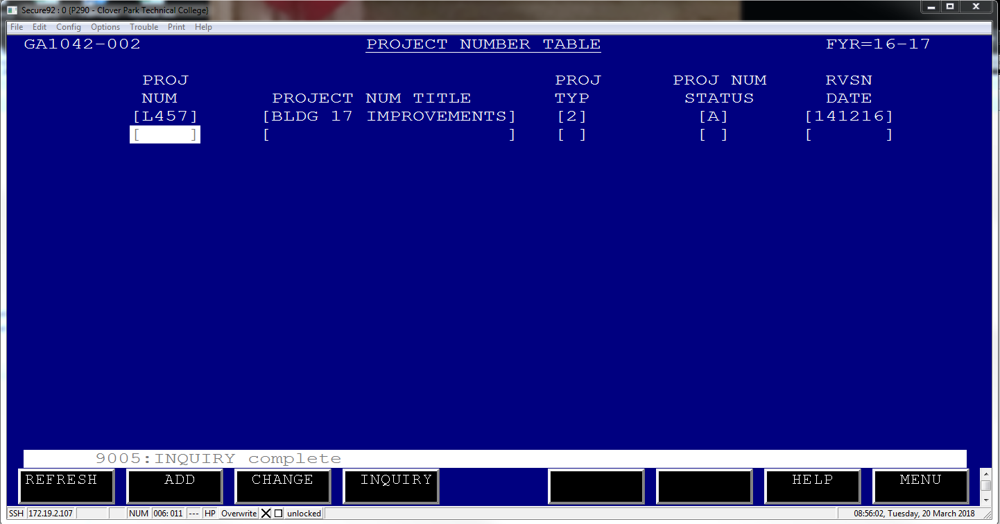 Secure92 : 0 {P290 - Clover Park Technical College}
File Edit Config Options Trouble Print Help
GA1042-002 PROJECT NUMBER TABLE FYR=16-17
PROJ PROJ PROJ NUM RVSN
NUM PROJECT NUM TITLE TYP STATUS DATE
[L457] [BLDG 17 IMPROVEMENTS] [2] [A] [141216]
[ ] [ ] [ ] [ ] [ ]
9005:INQUIRY complete
REFRESH ADD CHANGE INQUIRY HELP MENU
SSH 172.19.2.107 NUM 006: 011 --- HP Overwrite unlocked 08:56:02, Tuesday, 20 March 2018